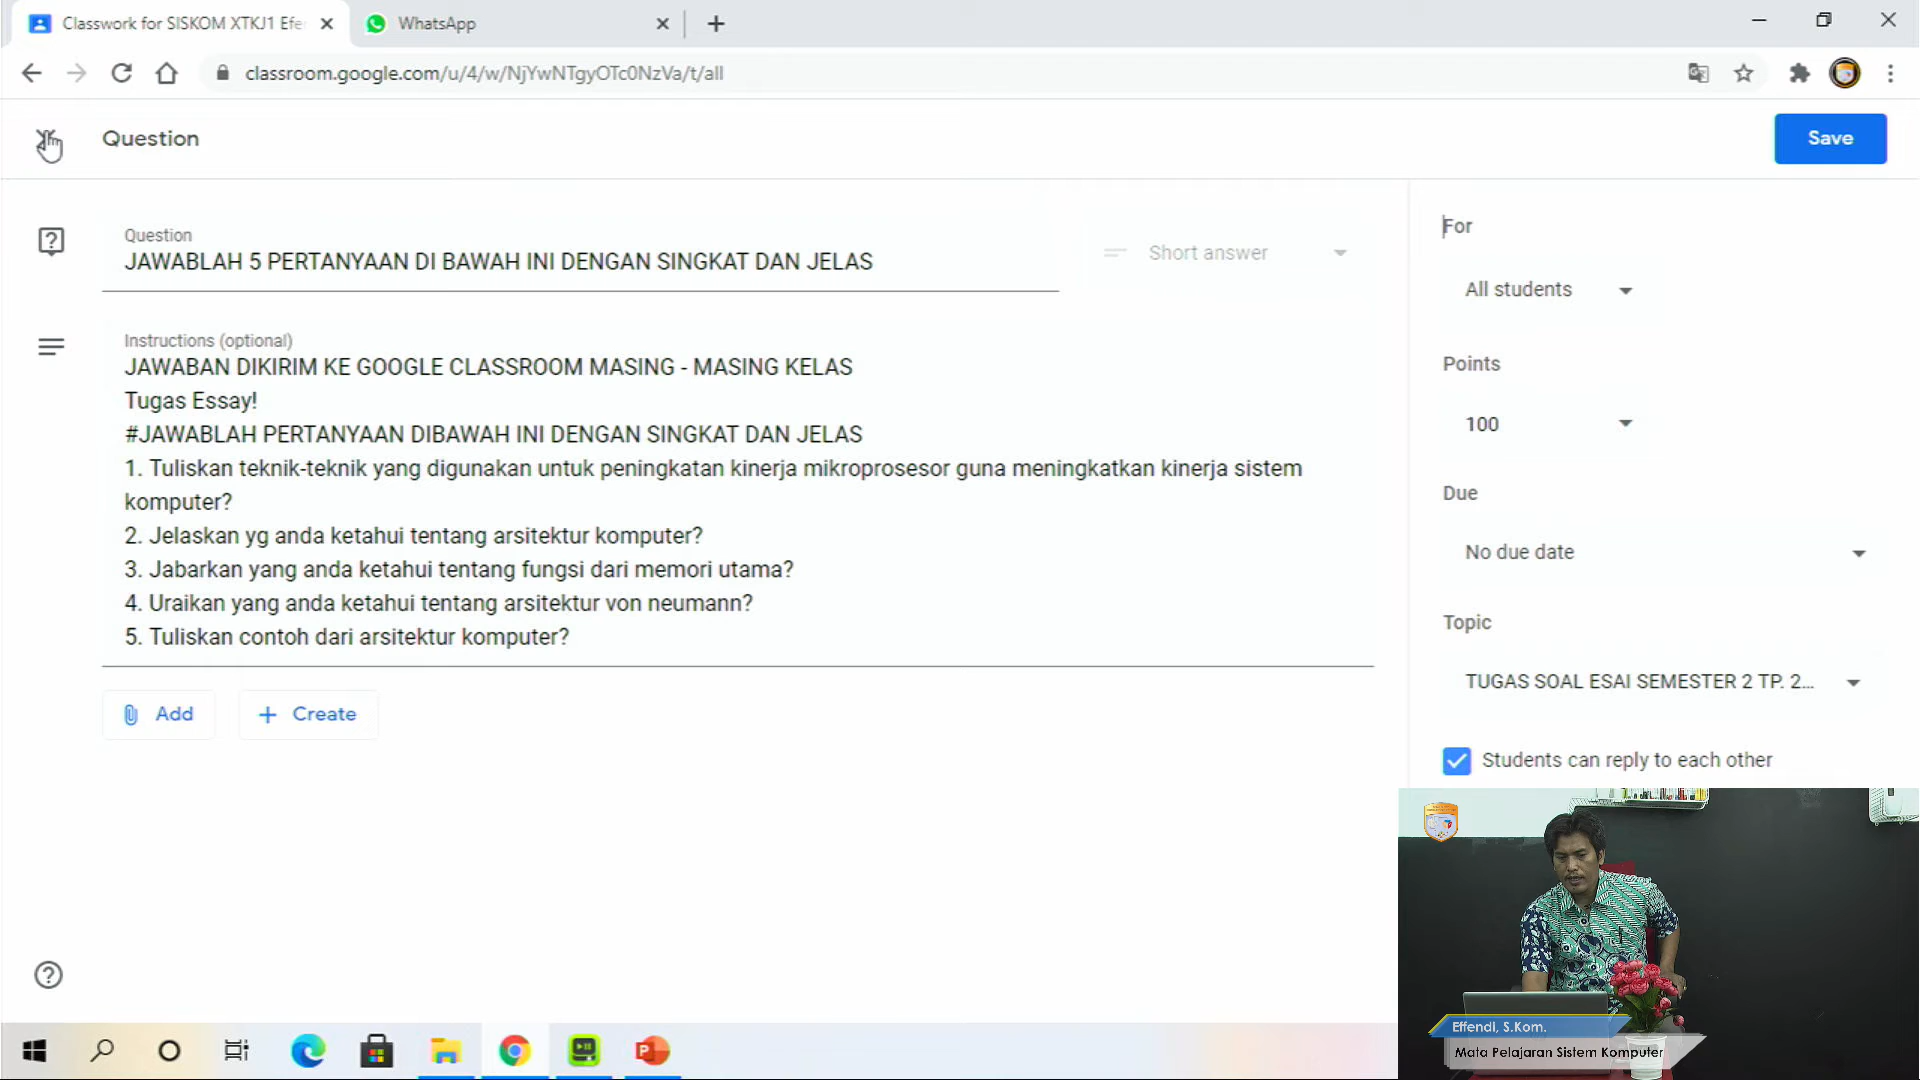 Classwork for SISKOM XTKJ1 Efe
WhatsApp
classroom.google.com/u/4/w/NjYwNTgyOTc0NzVa/t/all
Question
Save
Question
JAWABLAH 5 PERTANYAAN DI BAWAH INI DENGAN SINGKAT DAN JELAS
Short answer
Instructions (optional)
JAWABAN DIKIRIM KE GOOGLE CLASSROOM MASING - MASING KELAS
Tugas Essay!
#JAWABLAH PERTANYAAN DIBAWAH INI DENGAN SINGKAT DAN JELAS
1. Tuliskan teknik-teknik yang digunakan untuk peningkatan kinerja mikroprosesor guna meningkatkan kinerja sistem
komputer?
2. Jelaskan yg anda ketahui tentang arsitektur komputer?
3. Jabarkan yang anda ketahui tentang fungsi dari memori utama?
4. Uraikan yang anda ketahui tentang arsitektur von neumann?
5. Tuliskan contoh dari arsitektur komputer?
Add
Create
For
All students
Points
100
Due
No due date
Topic
TUGAS SOAL ESAI SEMESTER 2 TP. 2...
Students can reply to each other
Effendi, S.Kom.
Mata Pelajaran Sistem Komputer